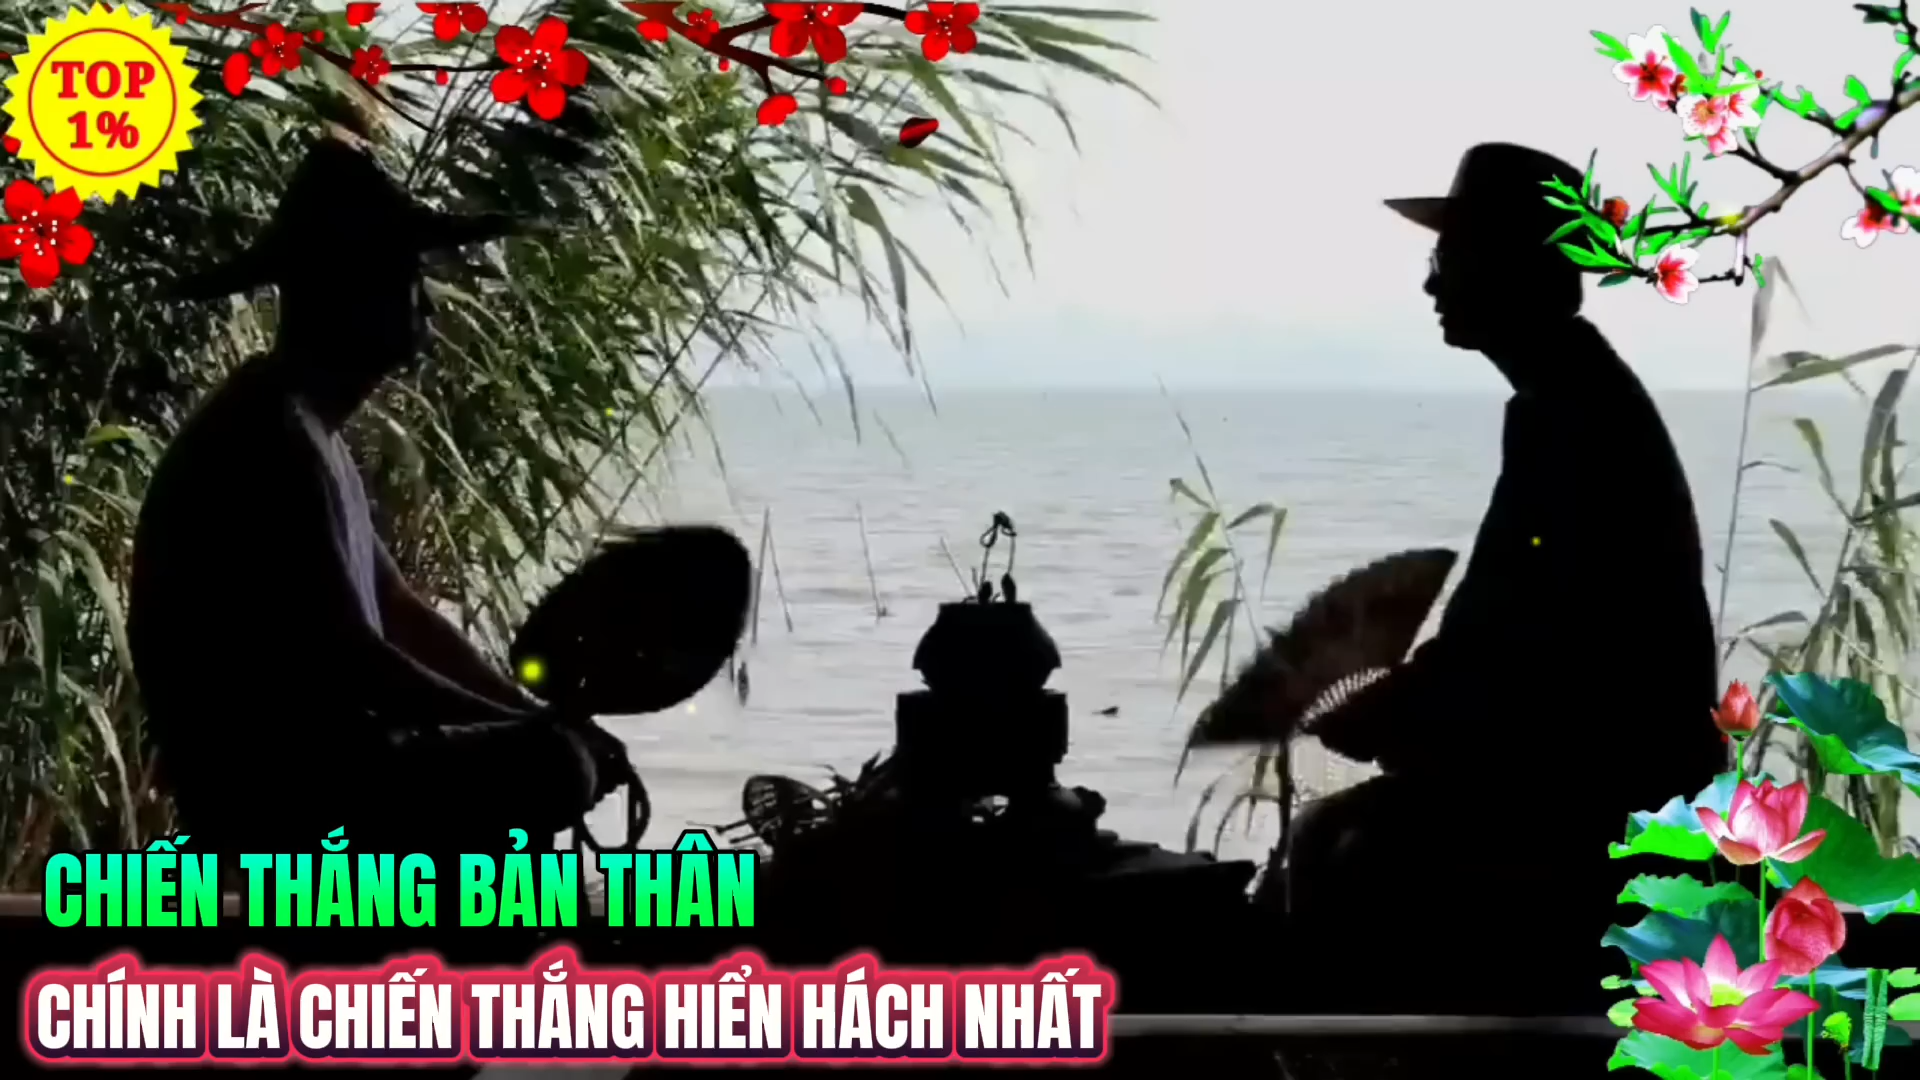 TOP
1%
CHIẾN THẮNG BẢN THÂN
CHÍNH LÀ CHIẾN THẮNG HIỂN HÁCH NHẤT